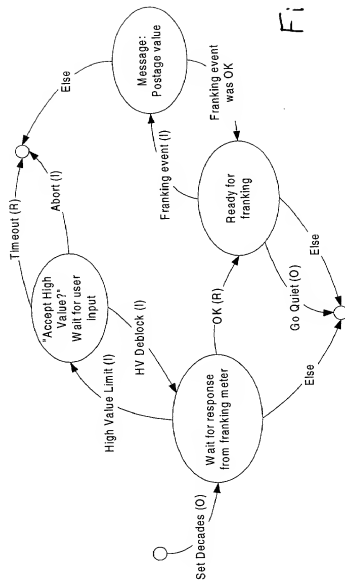 Set Decades (O)
Wait for response
from franking meter
High Value Limit (I)
HV Deblock (I)
"Accept High
Value?"
Wait for user
input
Timeout (R)
Abort (I)
Else
OK (R)
Ready for
franking
Go Quiet (O)
Else
Else
Franking event (I)
Message:
Postage value
Franking event
was OK
Fi